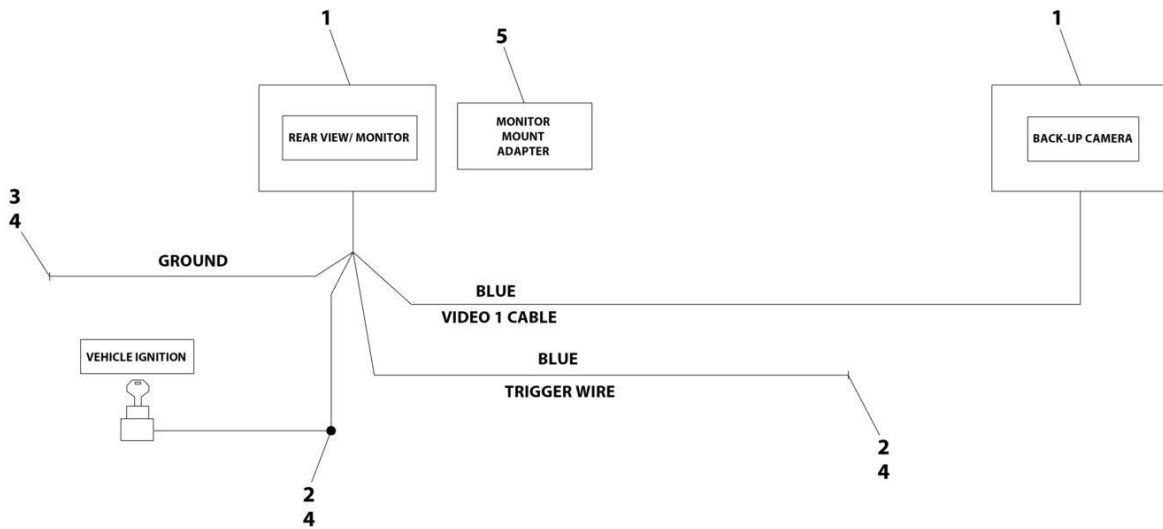 1
5
1
REAR VIEW/ MONITOR
MONITOR
MOUNT
ADAPTER
BACK-UP CAMERA
3
4
GROUND
BLUE
VIDEO 1 CABLE
VEHICLE IGNITION
BLUE
TRIGGER WIRE
2
4
2
4